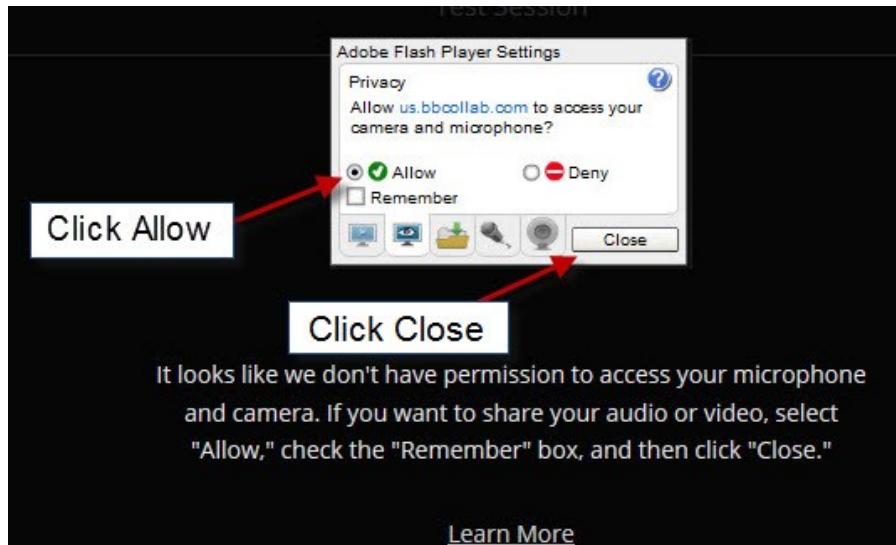 Test Session
Adobe Flash Player Settings
Privacy
Allow us.bbcollab.com to access your
camera and microphone?
Allow
Deny
Remember
Close
Click Allow
Click Close
It looks like we don't have permission to access your microphone
and camera. If you want to share your audio or video, select
"Allow," check the "Remember" box, and then click "Close."
Learn More